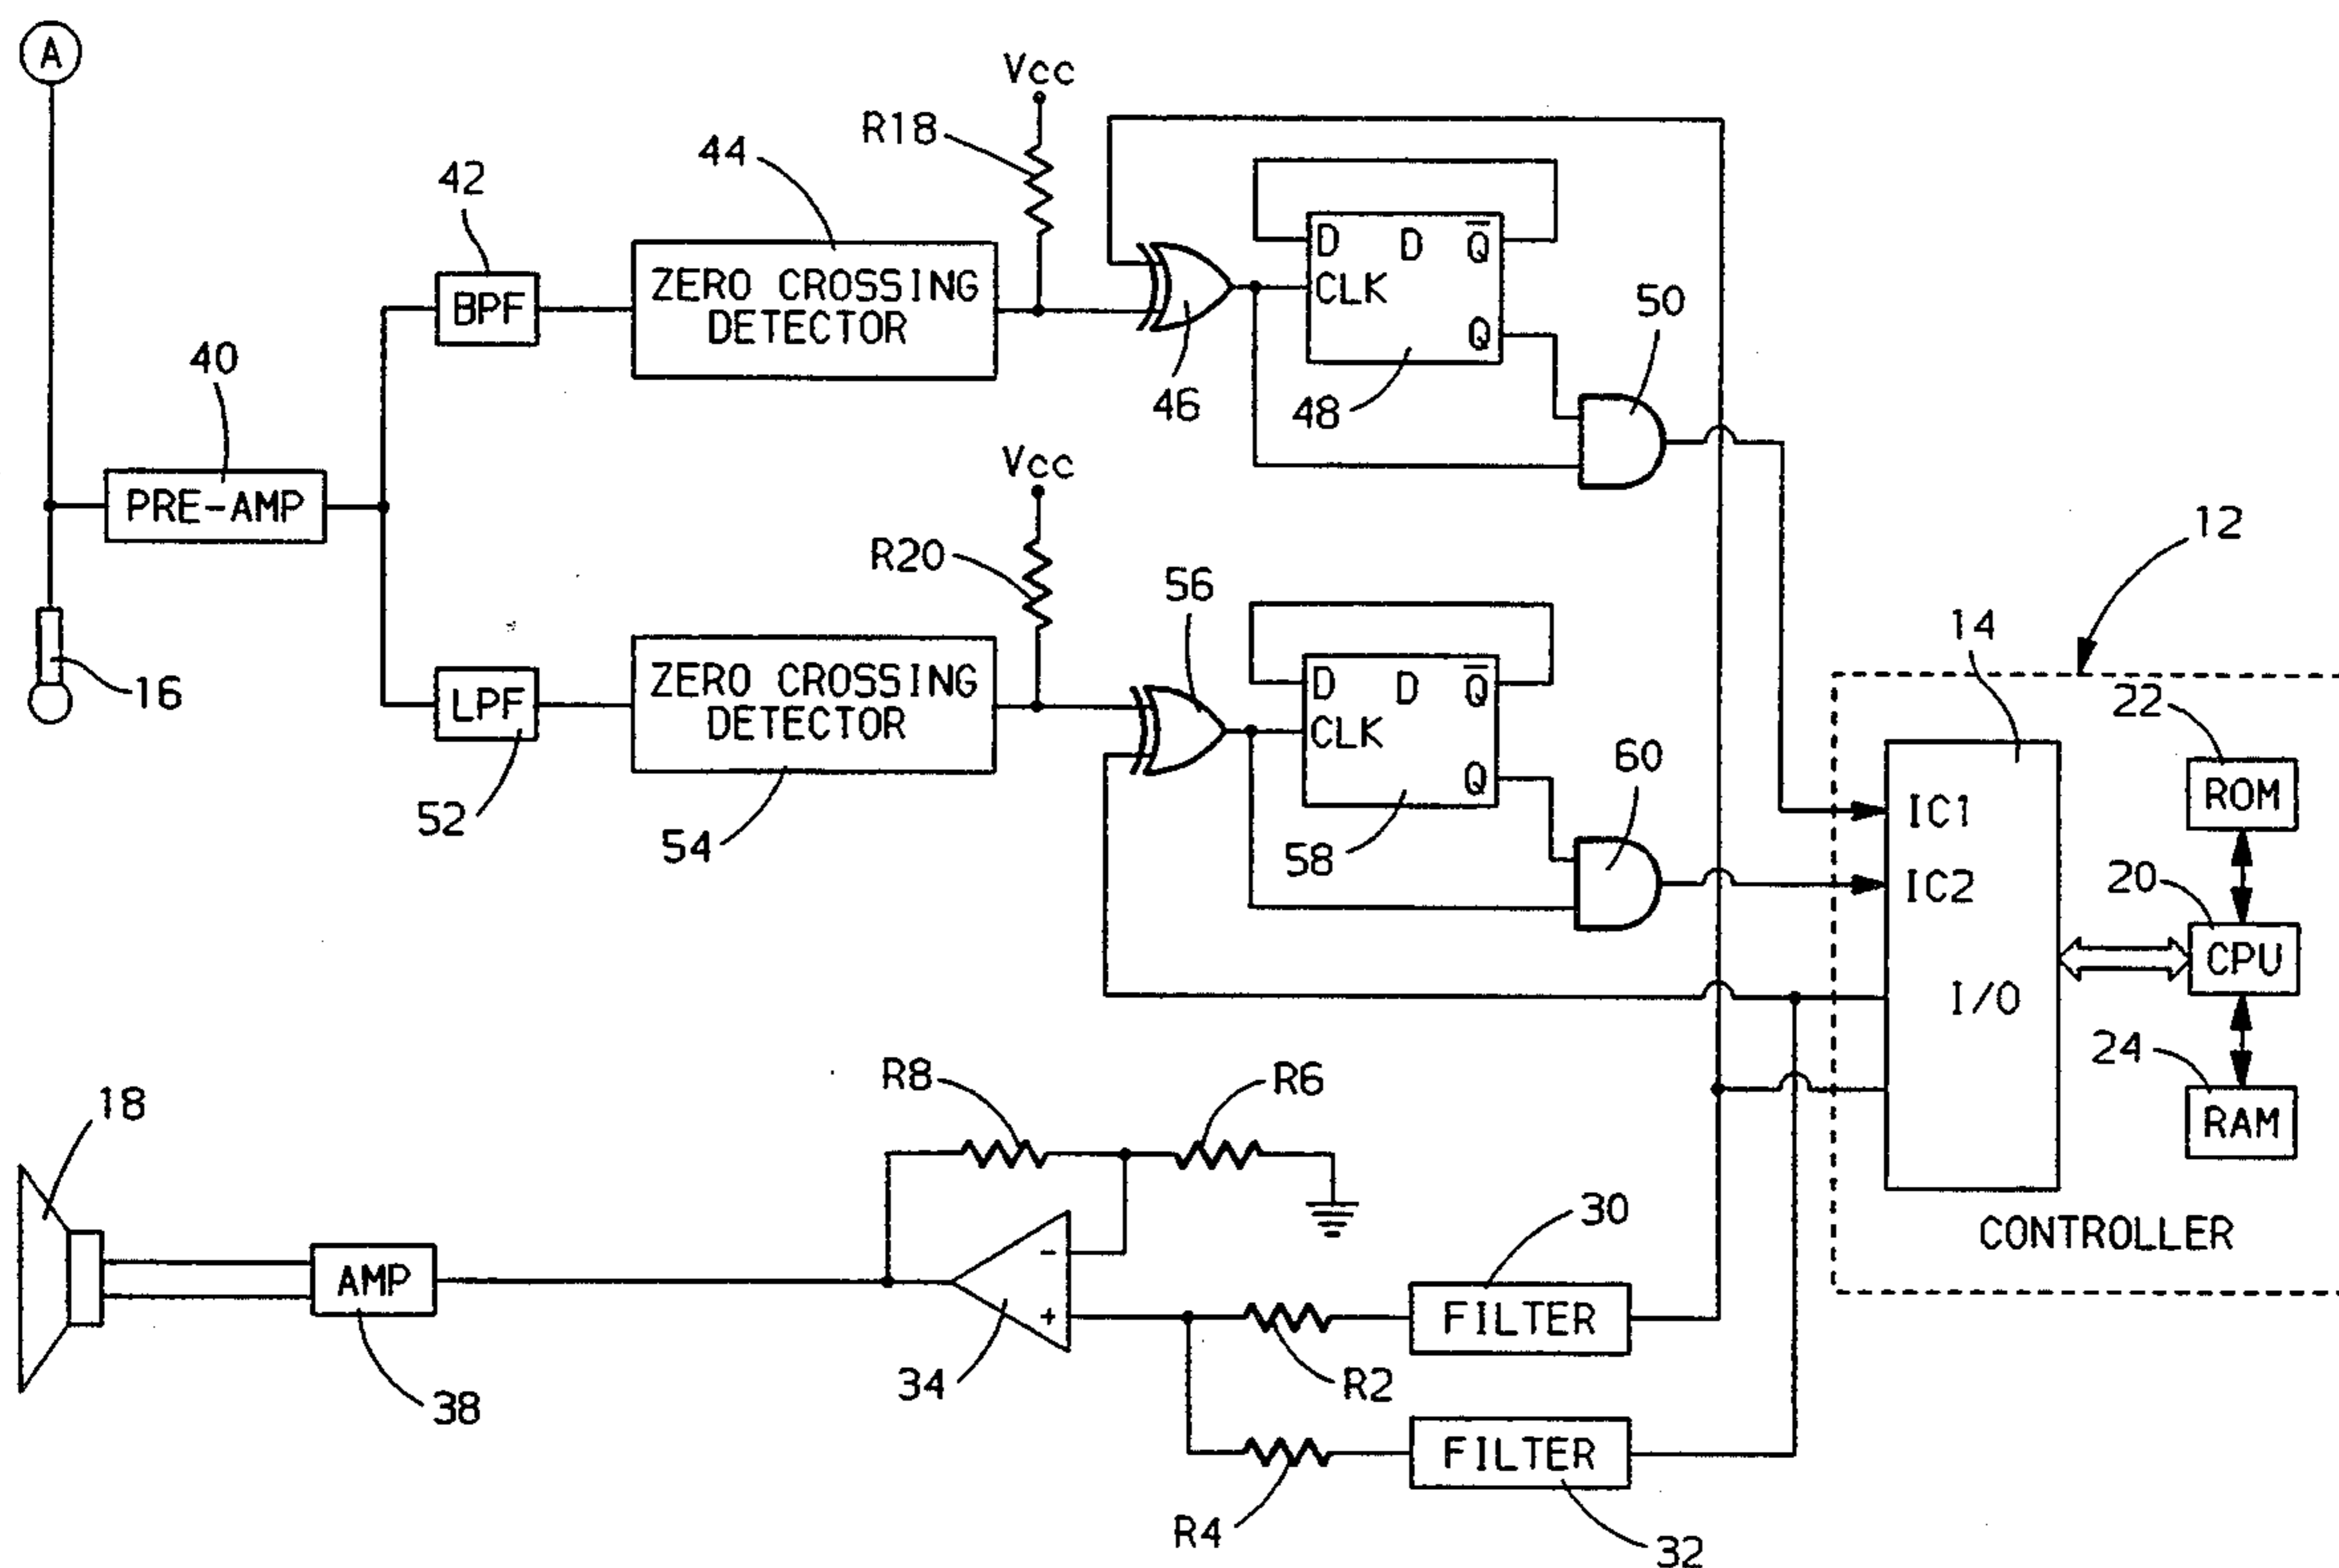 A
Vcc
R18
44
42
BPF
ZERO CROSSING
DETECTOR
46
D D Q̅
CLK
Q
48
50
40
PRE-AMP
16
Vcc
R20
56
LPF
52
ZERO CROSSING
DETECTOR
54
D D Q̅
CLK
Q
58
60
12
14
22
ROM
IC1
IC2
20
CPU
I/O
24
RAM
CONTROLLER
18
R8
R6
AMP
38
-
+
34
30
FILTER
R2
FILTER
R4
32